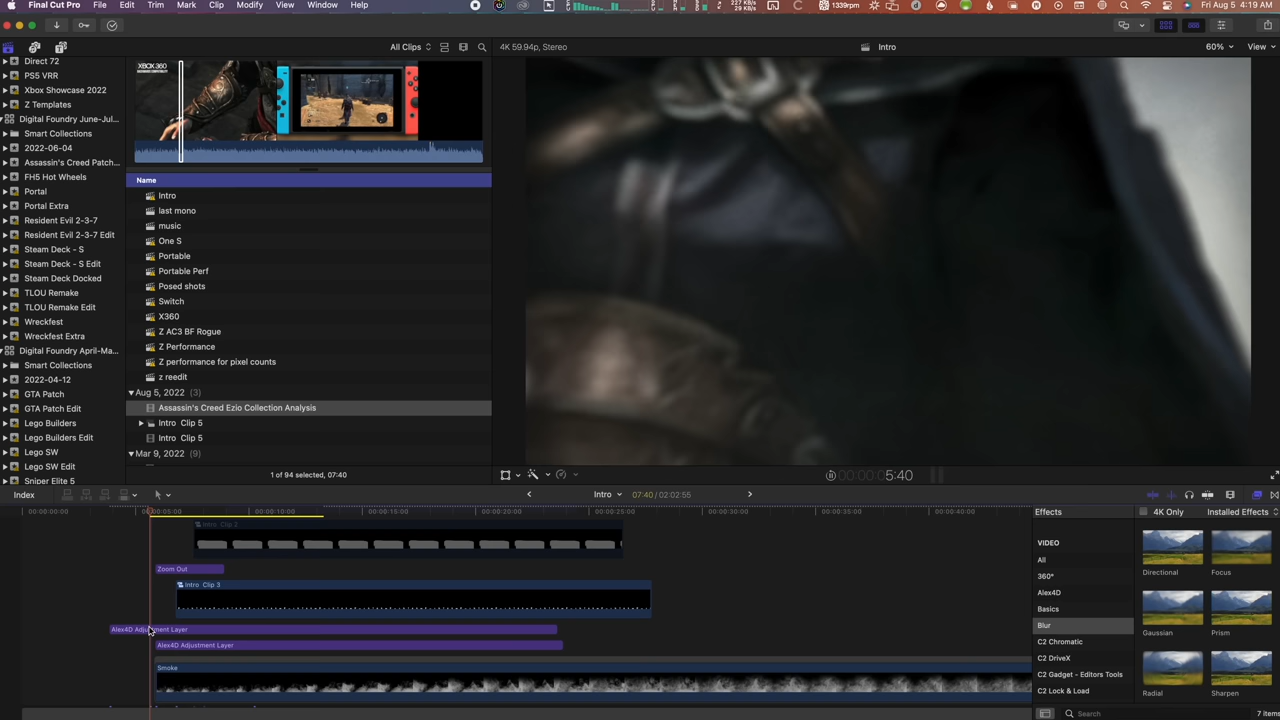 Final Cut Pro File Edit Trim Mark Clip Modify View Window Help
227 KB/s
29 KB/s
1339rpm
Fri Aug 5 4:19 AM
All Clips
4K 59.94p, Stereo
Intro
60%
View
Direct 72
PS5 VRR
Xbox Showcase 2022
Z Templates
Digital Foundry June-Jul...
Smart Collections
2022-06-04
Assassin's Creed Patch...
FH5 Hot Wheels
Portal
Portal Extra
Resident Evil 2-3-7
Resident Evil 2-3-7 Edit
Steam Deck - S
Steam Deck - S Edit
Steam Deck Docked
TLOU Remake
TLOU Remake Edit
Wreckfest
Wreckfest Extra
Digital Foundry April-Ma...
Smart Collections
2022-04-12
GTA Patch
GTA Patch Edit
Lego Builders
Lego Builders Edit
Lego SW
Lego SW Edit
Sniper Elite 5
XBOX 360
Name
Intro
last mono
music
One S
Portable
Portable Perf
Posed shots
Switch
X360
Z AC3 BF Rogue
Z Performance
Z performance for pixel counts
z reedit
Aug 5, 2022 (3)
Assassin's Creed Ezio Collection Analysis
Intro Clip 5
Intro Clip 5
Mar 9, 2022 (9)
1 of 94 selected, 07:40
00:00:05:40
Index
Intro
07:40 / 02:02:55
00:00:00:00
00:00:05:00
00:00:10:00
00:00:15:00
00:00:20:00
00:00:25:00
00:00:30:00
00:00:35:00
00:00:40:00
Intro Clip 2
Zoom Out
Intro Clip 3
Alex4D Adjustment Layer
Alex4D Adjustment Layer
Smoke
Effects
4K Only
Installed Effects
VIDEO
All
360°
Alex4D
Basics
Blur
C2 Chromatic
C2 DriveX
C2 Gadget - Editors Tools
C2 Lock & Load
Directional
Focus
Gaussian
Prism
Radial
Sharpen
Search
7 items